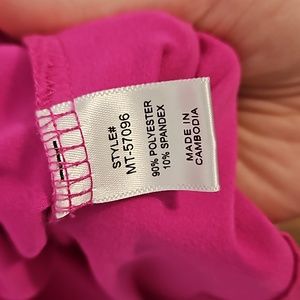 STYLE#
MT-57096
90% POLYESTER
10% SPANDEX
MADE IN
CAMBODIA